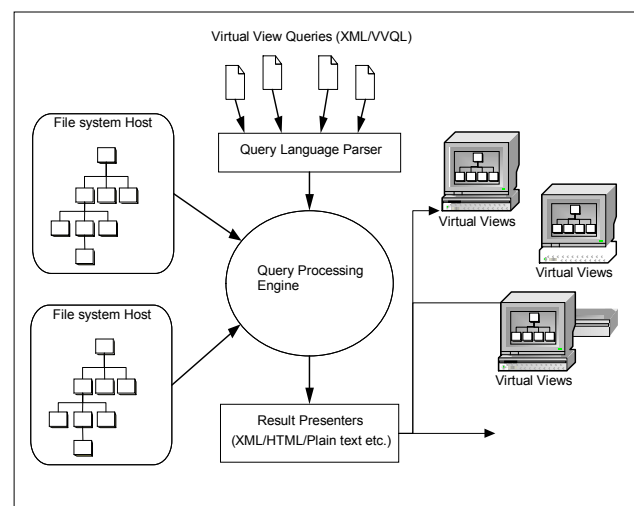 Virtual View Queries (XML/VVQL)
File system Host
Query Language Parser
Virtual Views
Virtual Views
Query Processing
Engine
File system Host
Virtual Views
Result Presenters
(XML/HTML/Plain text etc.)